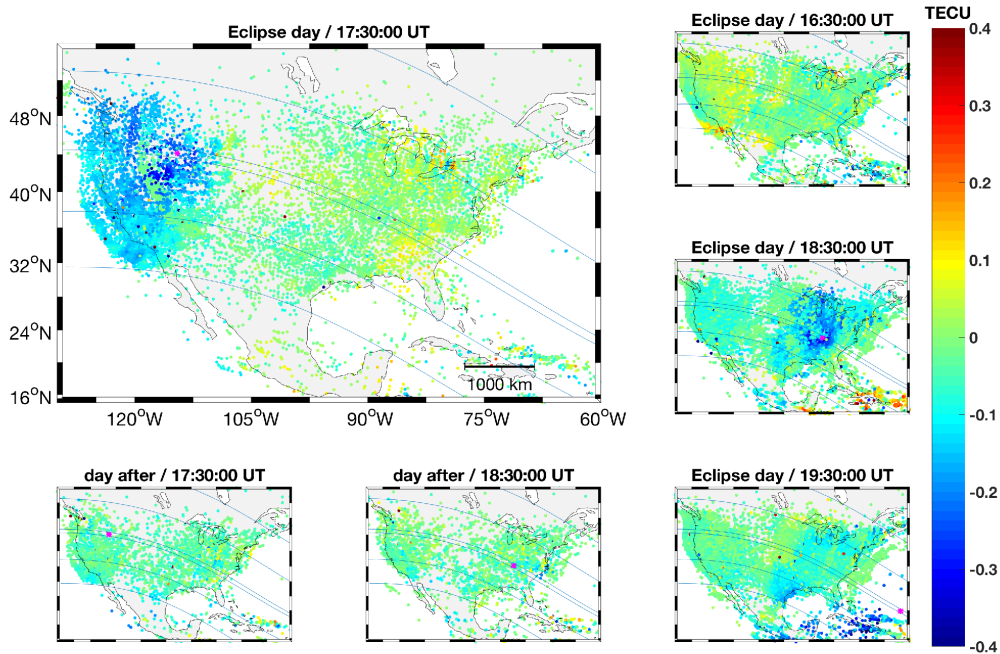 Eclipse day / 17:30:00 UT
48°N
40°N
32°N
24°N
16°N
120°W
105°W
90°W
75°W
60°W
1000 km
Eclipse day / 16:30:00 UT
Eclipse day / 18:30:00 UT
Eclipse day / 19:30:00 UT
day after / 17:30:00 UT
day after / 18:30:00 UT
TECU
0.4
0.3
0.2
0.1
0
-0.1
-0.2
-0.3
-0.4